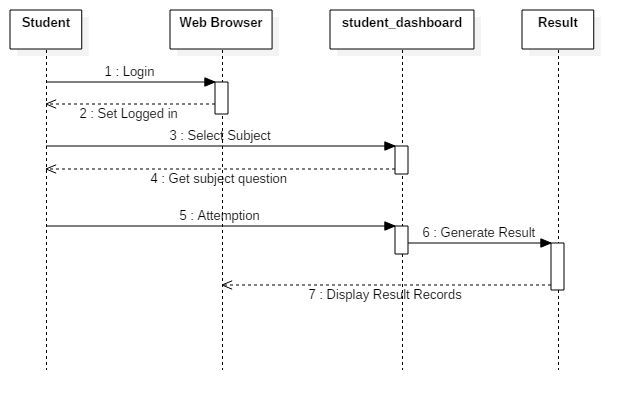 Student
Web Browser
student_dashboard
Result
1 : Login
2 : Set Logged in
3 : Select Subject
4 : Get subject question
5 : Attemption
6 : Generate Result
7 : Display Result Records